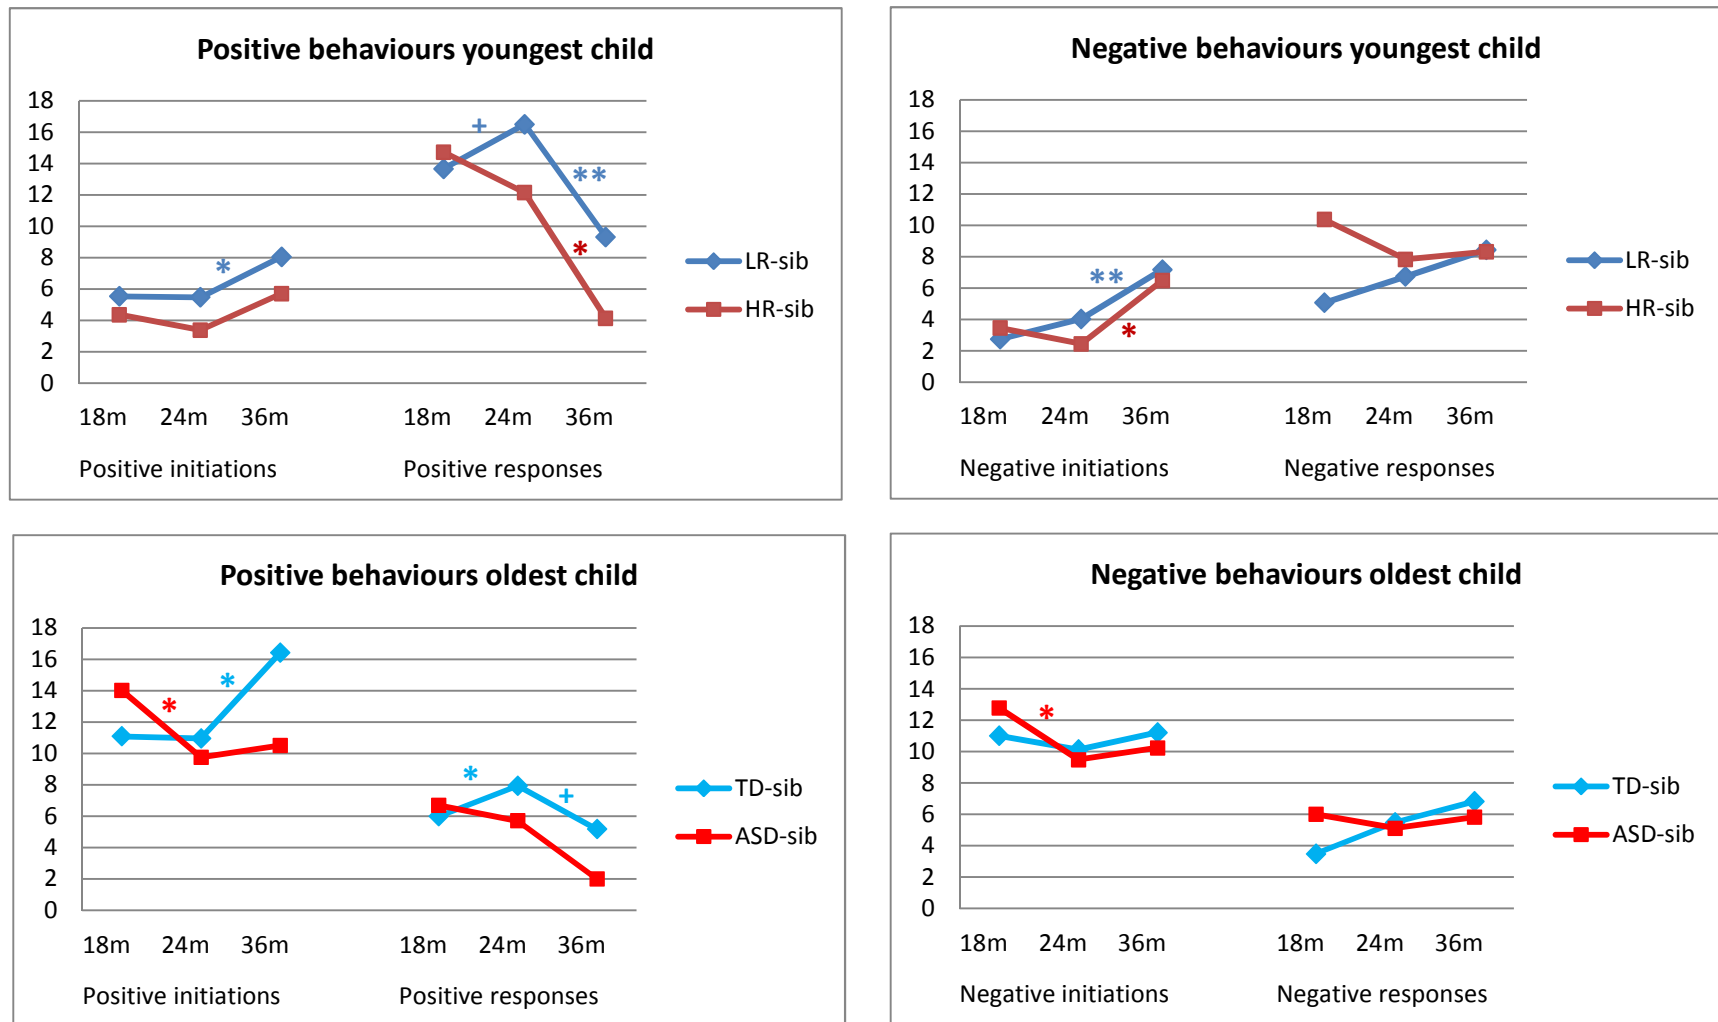 Positive behaviours youngest child
18
16
14
12
10
8
6
4
2
0
+
**
*
*
LR-sib
HR-sib
18m 24m 36m 18m 24m 36m
Positive initiations Positive responses
Negative behaviours youngest child
18
16
14
12
10
8
6
4
2
0
**
*
LR-sib
HR-sib
18m 24m 36m 18m 24m 36m
Negative initiations Negative responses
Positive behaviours oldest child
18
16
14
12
10
8
6
4
2
0
*
*
*
+
TD-sib
ASD-sib
18m 24m 36m 18m 24m 36m
Positive initiations Positive responses
Negative behaviours oldest child
18
16
14
12
10
8
6
4
2
0
*
TD-sib
ASD-sib
18m 24m 36m 18m 24m 36m
Negative initiations Negative responses